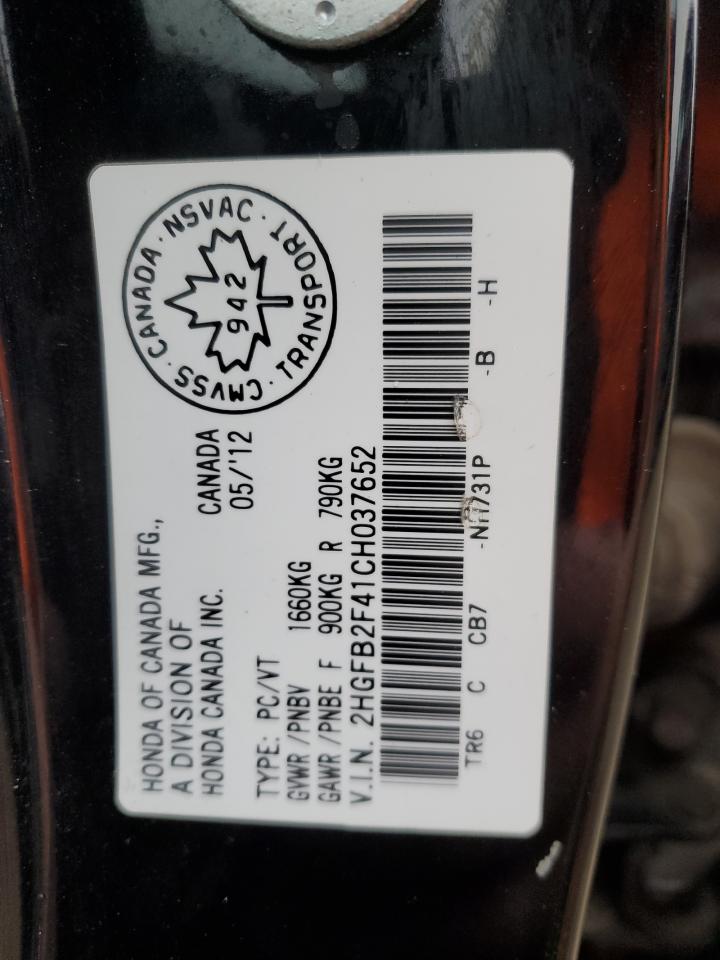 HONDA OF CANADA MFG.,
A DIVISION OF
HONDA CANADA INC.
CANADA
05/'12
CMVSS · CANADA · NSVAC · TRANSPORT
942
TYPE: PC/VT
GVWR /PNBV 1660KG
GAWR /PNBE F 900KG R 790KG
V.I.N. 2HGFB2F41CH037652
TR6 C CB7 -NH731P -B -H